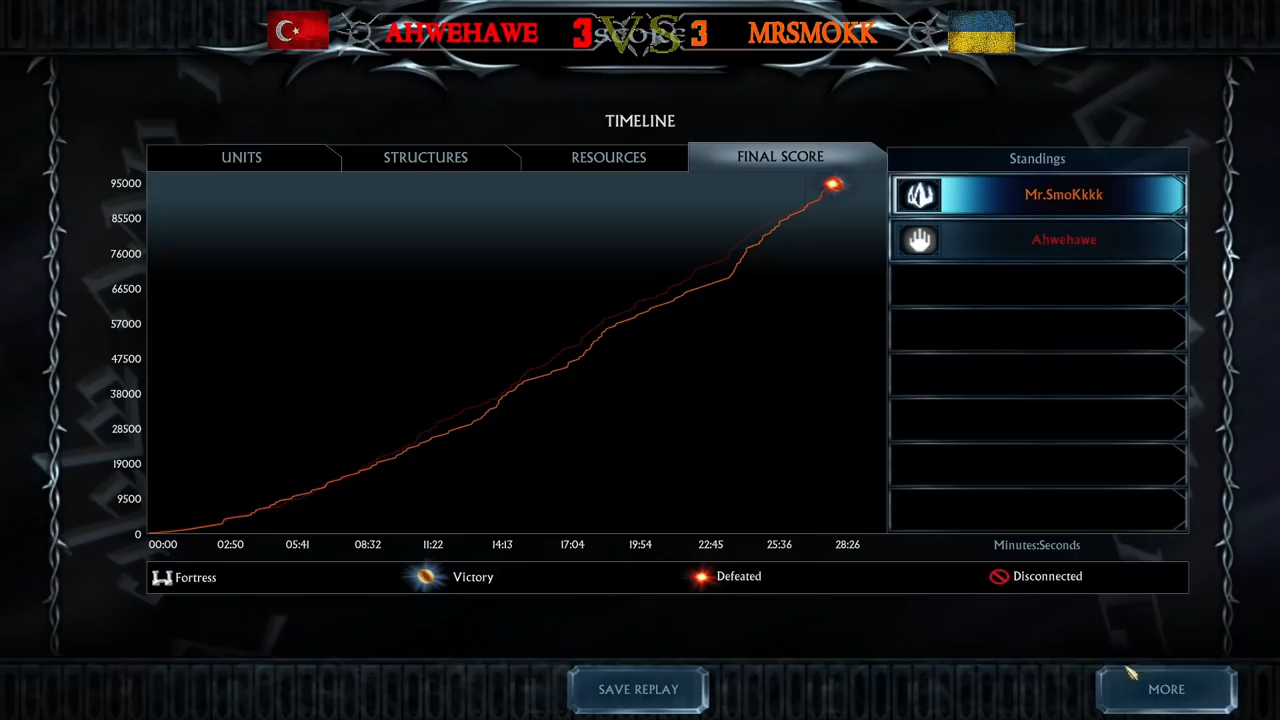 AHWEHAWE 3 SCORE VS 3 MRSMOKK
TIMELINE
UNITS STRUCTURES RESOURCES FINAL SCORE Standings
95000
85500
76000
66500
57000
47500
38000
28500
19000
9500
0
Mr.SmoKkkk
Ahwehawe
00:00 02:50 05:41 08:32 11:22 14:13 17:04 19:54 22:45 25:36 28:26 Minutes:Seconds
Fortress Victory Defeated Disconnected
SAVE REPLAY MORE